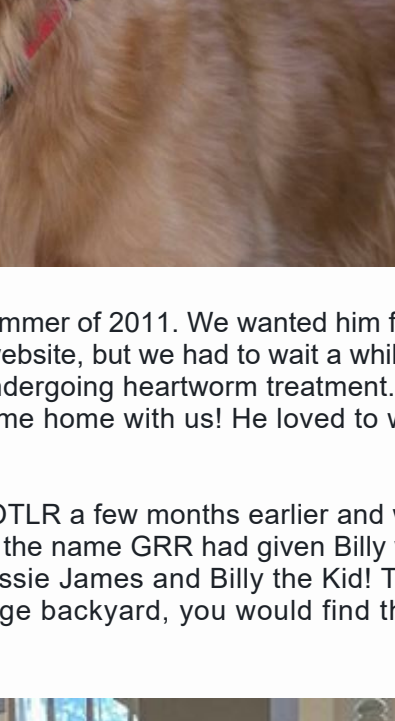 mmer of 2011. We wanted him f
ebsite, but we had to wait a whil
ndergoing heartworm treatment.
me home with us! He loved to w
OTLR a few months earlier and w
the name GRR had given Billy
ssie James and Billy the Kid! T
ge backyard, you would find th